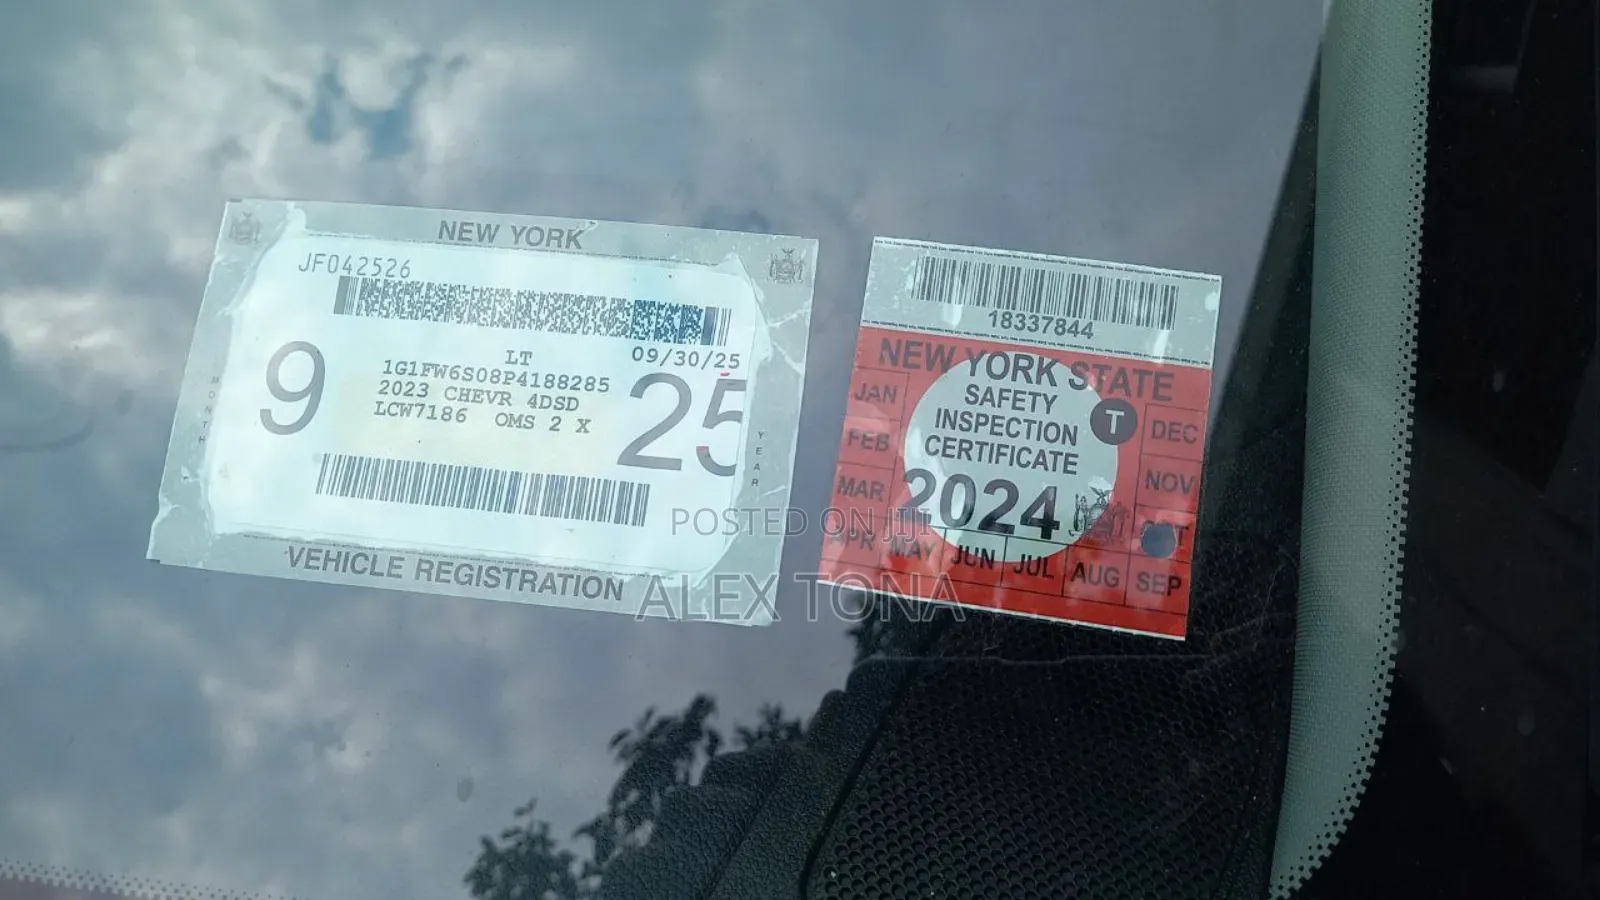 NEW YORK
JF042526
LT 09/30/25
1G1FW6S08P4188285
2023 CHEVR 4DSD
LCW7186 OMS 2 X
9
25
MONTH
YEAR
VEHICLE REGISTRATION
18337844
NEW YORK STATE
SAFETY
INSPECTION
CERTIFICATE
T
2024
JAN
FEB
MAR
APR MAY JUN JUL AUG SEP
DEC
NOV
POSTED ON JIJI
ALEX TONA